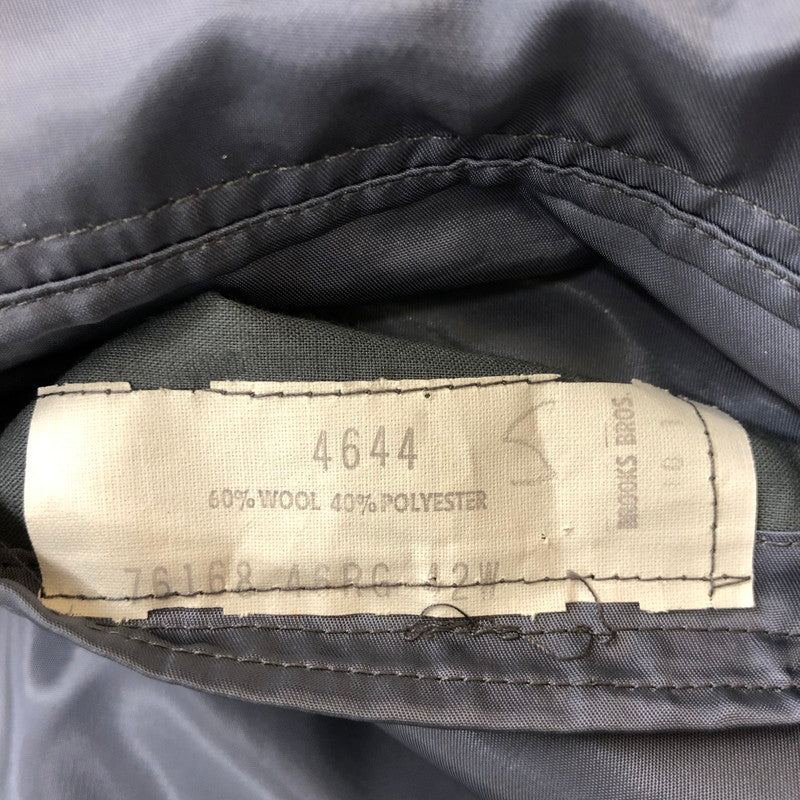 4644
60% WOOL 40% POLYESTER
76168 46RG 42W
S
BROOKS BROS.